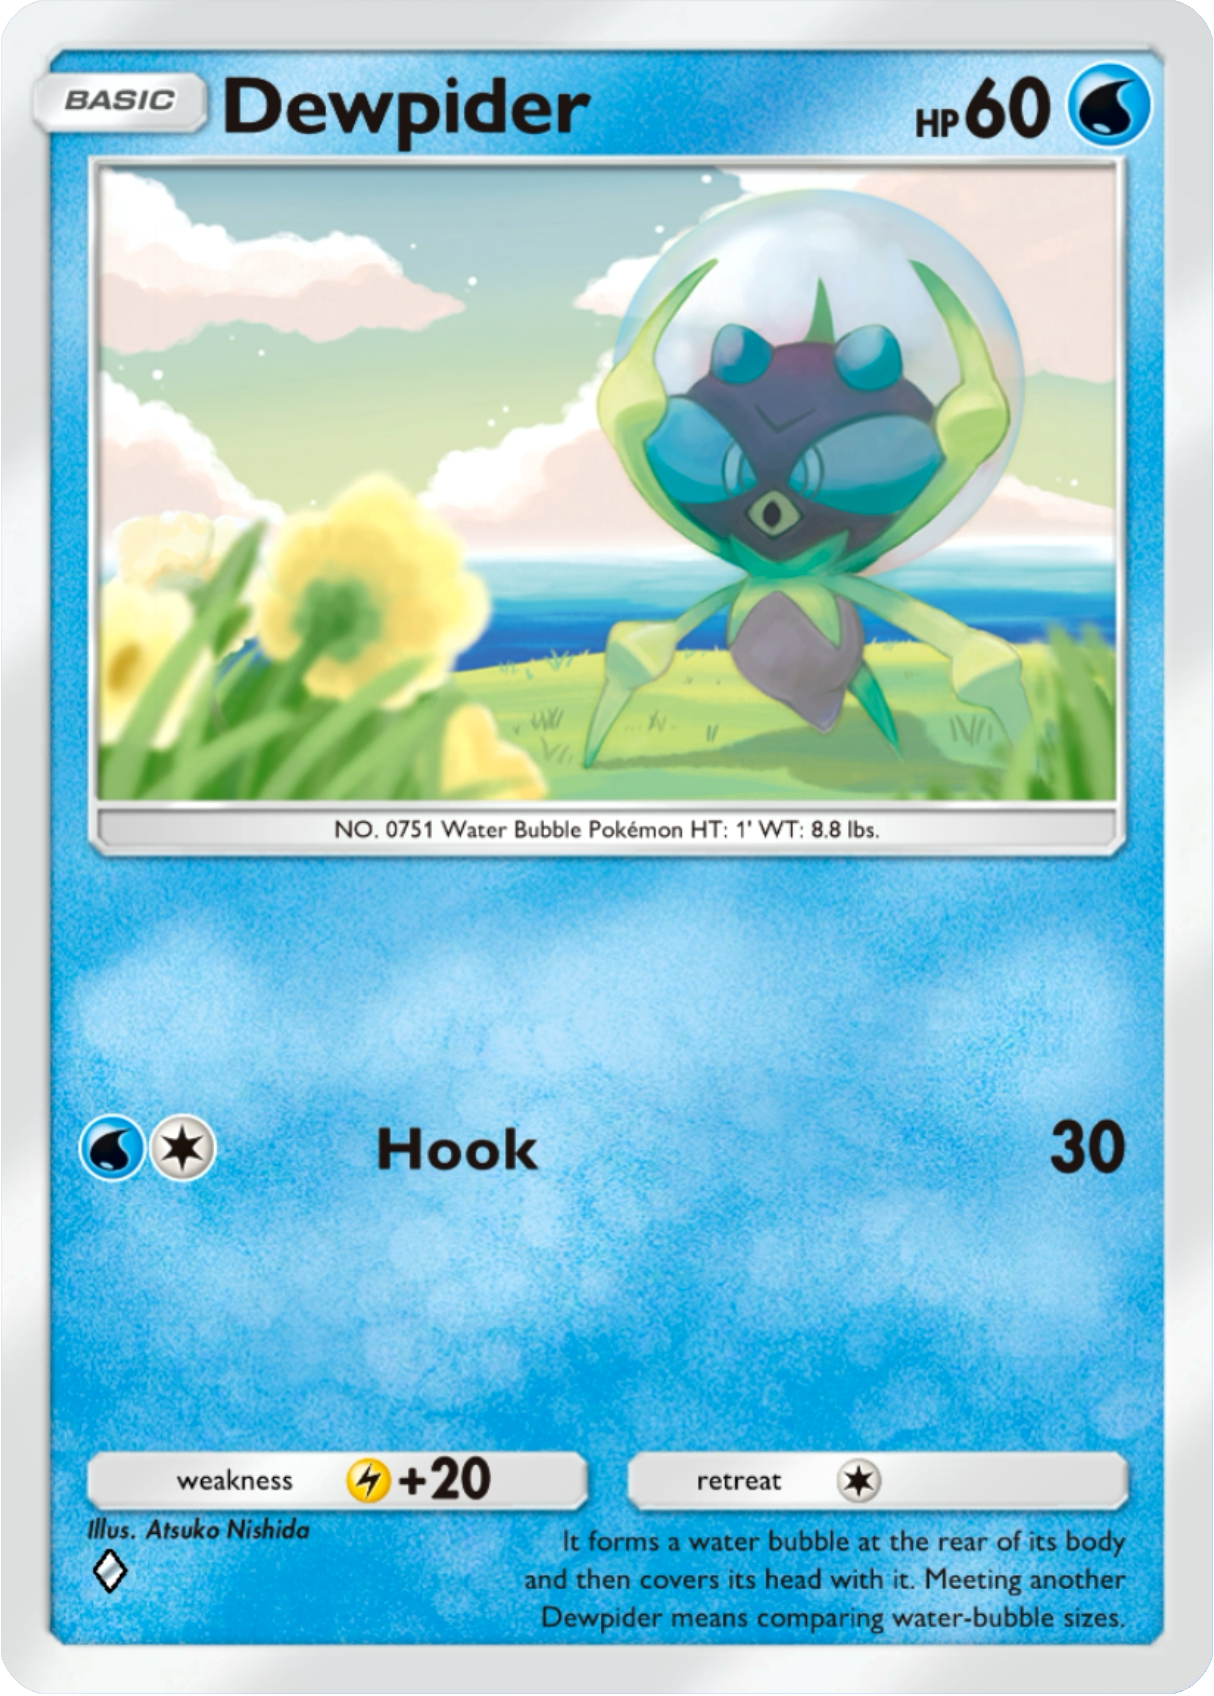 BASIC Dewpider HP 60
NO. 0751 Water Bubble Pokémon HT: 1' WT: 8.8 lbs.
Hook 30
weakness +20 retreat
Illus. Atsuko Nishida
It forms a water bubble at the rear of its body
and then covers its head with it. Meeting another
Dewpider means comparing water-bubble sizes.